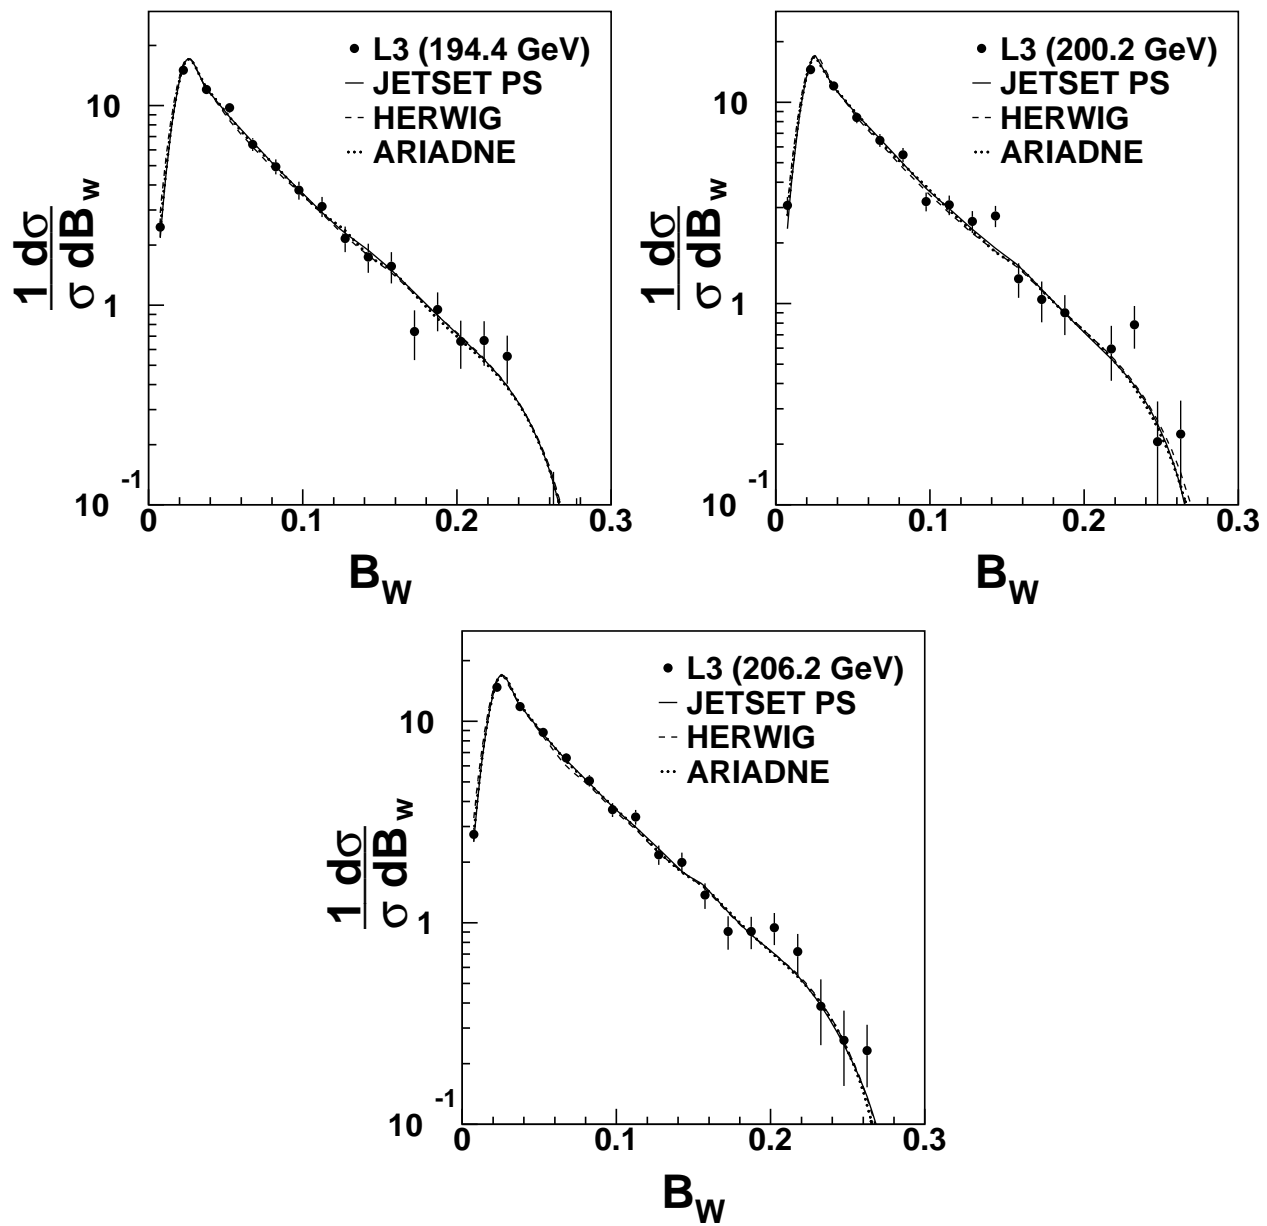 L3 (194.4 GeV)
JETSET PS
HERWIG
ARIADNE
10
1
10 -1
1 dσ
σ dB_w
0 0.1 0.2 0.3
B_W
L3 (200.2 GeV)
JETSET PS
HERWIG
ARIADNE
10
1
10 -1
1 dσ
σ dB_w
0 0.1 0.2 0.3
B_W
L3 (206.2 GeV)
JETSET PS
HERWIG
ARIADNE
10
1
10 -1
1 dσ
σ dB_w
0 0.1 0.2 0.3
B_W